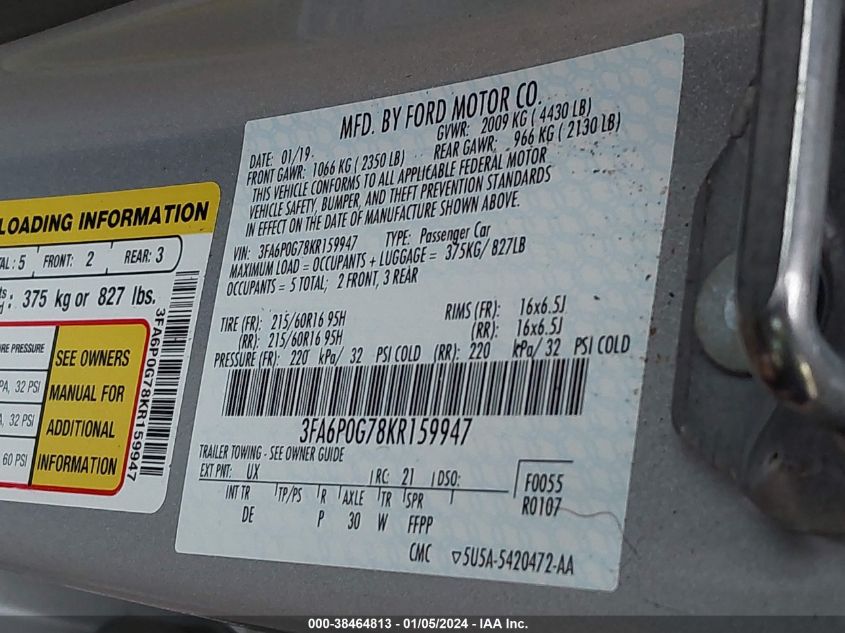 LOADING INFORMATION
AL: 5 FRONT: 2 REAR: 3
: 375 kg or 827 lbs.
3FA6P0G78KR159947
RE PRESSURE
PA, 32 PSI
A, 32 PSI
60 PSI
SEE OWNERS
MANUAL FOR
ADDITIONAL
INFORMATION
MFD. BY FORD MOTOR CO.
DATE: 01/19 GVWR: 2009 KG ( 4430 LB)
FRONT GAWR: 1066 KG ( 2350 LB) REAR GAWR: 966 KG ( 2130 LB)
THIS VEHICLE CONFORMS TO ALL APPLICABLE FEDERAL MOTOR
VEHICLE SAFETY, BUMPER, AND THEFT PREVENTION STANDARDS
IN EFFECT ON THE DATE OF MANUFACTURE SHOWN ABOVE.
VIN: 3FA6P0G78KR159947 TYPE: Passenger Car
MAXIMUM LOAD = OCCUPANTS + LUGGAGE = 375KG/ 827LB
OCCUPANTS = 5 TOTAL; 2 FRONT, 3 REAR
TIRE (FR): 215/60R16 95H RIMS (FR): 16x6.5J
(RR): 215/60R16 95H (RR): 16x6.5J
PRESSURE (FR): 220 kPa/ 32 PSI COLD (RR): 220 kPa/ 32 PSI COLD
3FA6P0G78KR159947
TRAILER TOWING - SEE OWNER GUIDE
EXT PNT: UX RC: 21 DSO: F0055
INT TR TP/PS R AXLE TR SPR R0107
DE P 30 W FFPP
CMC ▽5U5A-5420472-AA
000-38464813 - 01/05/2024 - IAA Inc.